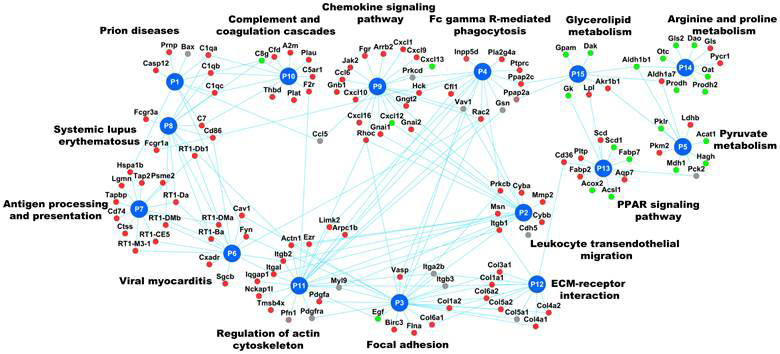 Prion diseases
Complement and
coagulation cascades
Chemokine signaling
pathway
Fc gamma R-mediated
phagocytosis
Glycerolipid
metabolism
Arginine and proline
metabolism
Prnp
Bax
C1qa
Casp12
C1qb
C1qc
P1
C8g
Cfd
A2m
Plau
C5ar1
F2r
P10
Thbd
Plat
Jak2
Fgr
Arrb2
Cxcl1
Cxcl9
Cxcl13
Prkcd
Ccl6
Gnb1
Cxcl10
P9
Hck
Gngt2
Cxcl16
Cxcl12
Rhoc
Gnai1
Gnai2
Inpp5d
Pla2g4a
Ptprc
Ppap2c
Ppap2a
P4
Cfl1
Vav1
Rac2
Gsn
Gpam
Dak
P15
Gk
Lpl
Akr1b1
Aldh1b1
Aldh1a7
Otc
Gls2
Dao
Gls
Pycr1
P14
Oat
Prodh
Prodh2
Fcgr3a
P8
C7
Cd86
Fcgr1a
RT1-Db1
Ccl5
Systemic lupus
erythematosus
Pklr
Ldhb
Acat1
Pkm2
P5
Mdh1
Hagh
Pck2
Pyruvate
metabolism
Scd
Scd1
Pltp
Cd36
Fabp7
Fabp2
P13
Aqp7
Acox2
Acsl1
PPAR signaling
pathway
Hspa1b
Lgmn
Tap2
Psme2
Tapbp
RT1-Da
Cd74
P7
RT1-DMb
RT1-DMa
Ctss
RT1-CE5
RT1-Ba
RT1-M3-1
Antigen processing
and presentation
Cav1
Fyn
P6
Cxadr
Sgcb
Viral myocarditis
Prkcb
Cyba
Mmp2
Msn
P2
Cybb
Itgb1
Cdh5
Leukocyte transendothelial
migration
Limk2
Arpc1b
Actn1
Ezr
Itgb2
Itgal
Iqgap1
Nckap1l
Tmsb4x
P11
Myl9
Pdgfa
Pfn1
Pdgfra
Regulation of actin
cytoskeleton
Vasp
Itga2b
Itgb3
P3
Egf
Birc3
Flna
Col6a1
Col1a2
Focal adhesion
Col3a1
Col1a1
Col6a2
P12
Col5a2
Col5a1
Col4a2
Col4a1
ECM-receptor
interaction